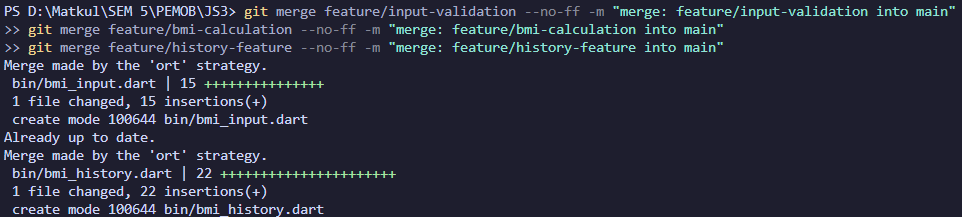 PS D:\Matkul\SEM 5\PEMOB\JS3> git merge feature/input-validation --no-ff -m "merge: feature/input-validation into main"
>> git merge feature/bmi-calculation --no-ff -m "merge: feature/bmi-calculation into main"
>> git merge feature/history-feature --no-ff -m "merge: feature/history-feature into main"
Merge made by the 'ort' strategy.
 bin/bmi_input.dart | 15 +++++++++++++++
 1 file changed, 15 insertions(+)
 create mode 100644 bin/bmi_input.dart
Already up to date.
Merge made by the 'ort' strategy.
 bin/bmi_history.dart | 22 ++++++++++++++++++++++
 1 file changed, 22 insertions(+)
 create mode 100644 bin/bmi_history.dart